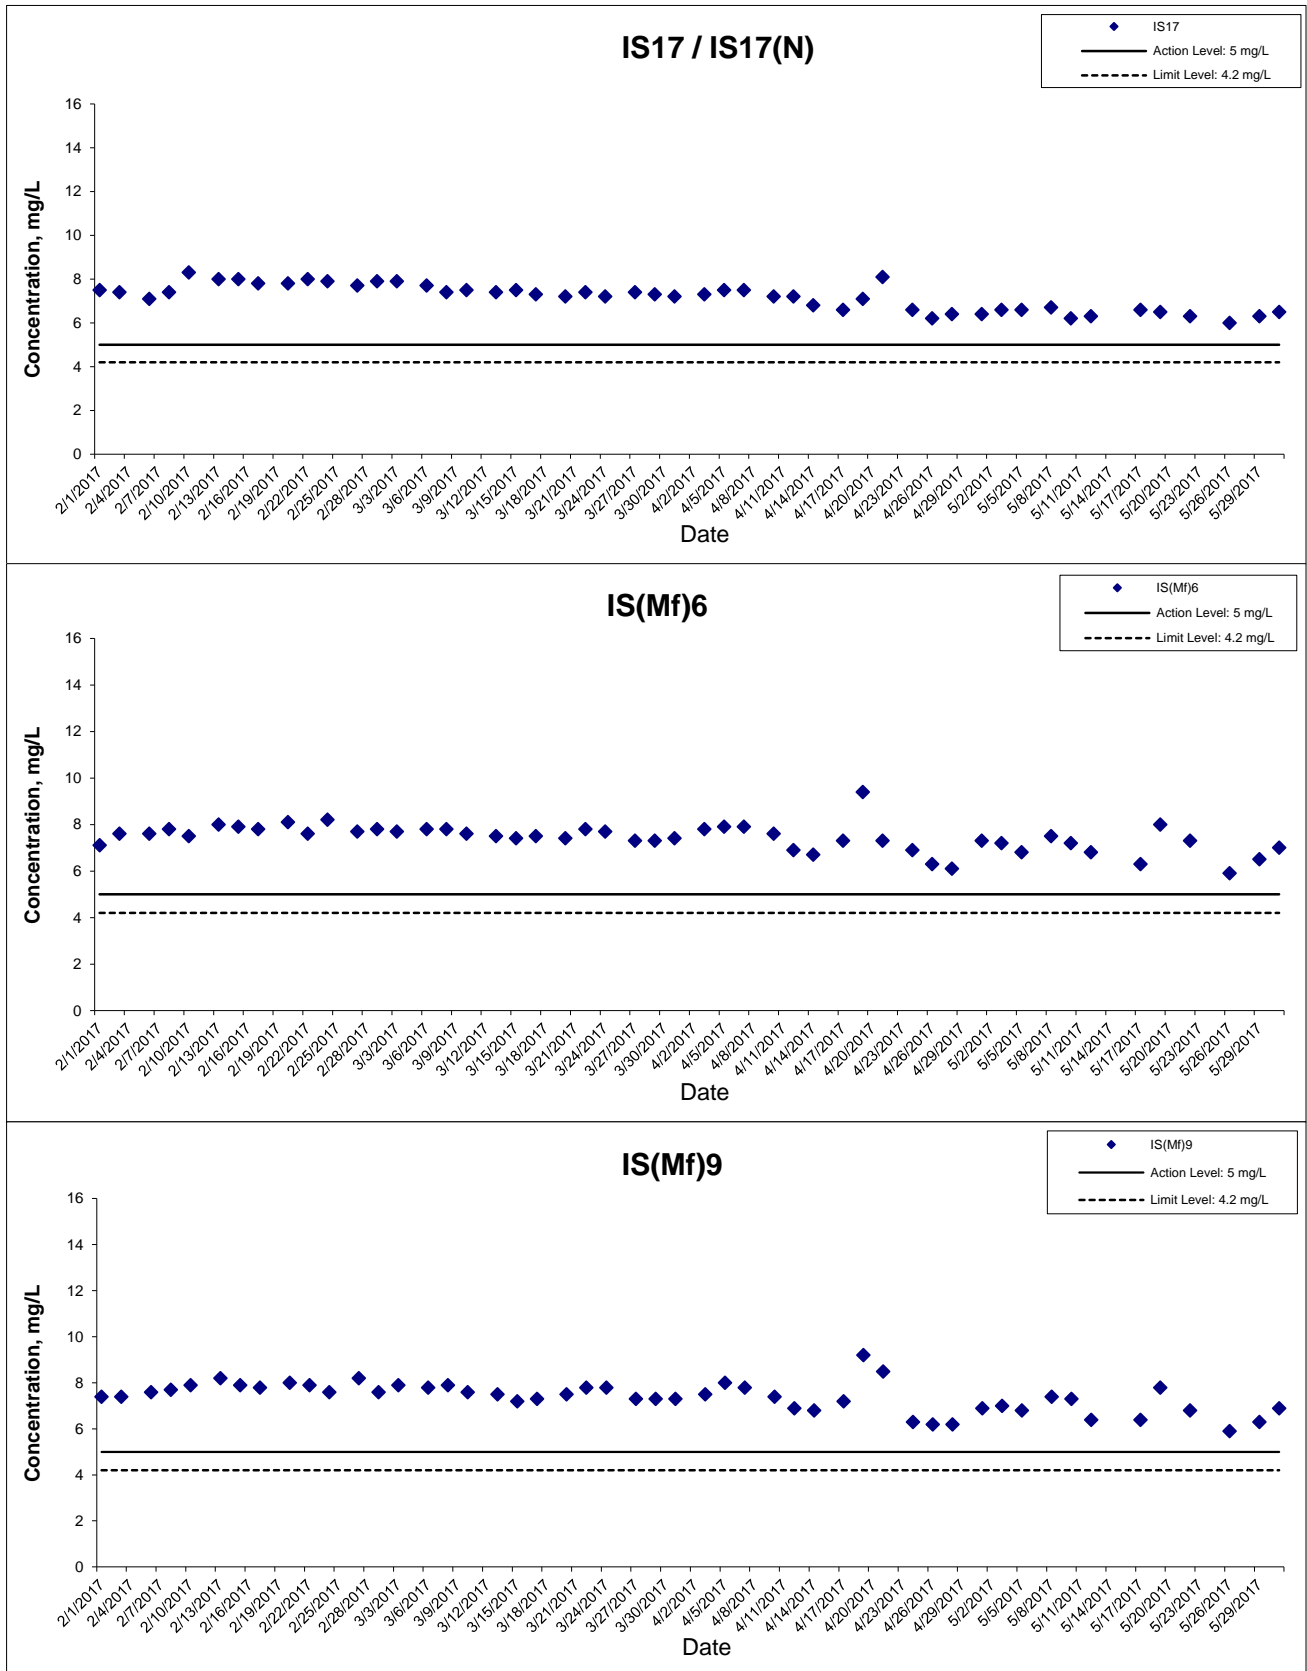 IS17 / IS17(N)
IS17
Action Level: 5 mg/L
Limit Level: 4.2 mg/L
Concentration, mg/L
16
14
12
10
8
6
4
2
0
2/1/2017 2/4/2017 2/7/2017 2/10/2017 2/13/2017 2/16/2017 2/19/2017 2/22/2017 2/25/2017 2/28/2017 3/3/2017 3/6/2017 3/9/2017 3/12/2017 3/15/2017 3/18/2017 3/21/2017 3/24/2017 3/27/2017 3/30/2017 4/2/2017 4/5/2017 4/8/2017 4/11/2017 4/14/2017 4/17/2017 4/20/2017 4/23/2017 4/26/2017 4/29/2017 5/2/2017 5/5/2017 5/8/2017 5/11/2017 5/14/2017 5/17/2017 5/20/2017 5/23/2017 5/26/2017 5/29/2017
Date
IS(Mf)6
IS(Mf)6
Action Level: 5 mg/L
Limit Level: 4.2 mg/L
Concentration, mg/L
16
14
12
10
8
6
4
2
0
2/1/2017 2/4/2017 2/7/2017 2/10/2017 2/13/2017 2/16/2017 2/19/2017 2/22/2017 2/25/2017 2/28/2017 3/3/2017 3/6/2017 3/9/2017 3/12/2017 3/15/2017 3/18/2017 3/21/2017 3/24/2017 3/27/2017 3/30/2017 4/2/2017 4/5/2017 4/8/2017 4/11/2017 4/14/2017 4/17/2017 4/20/2017 4/23/2017 4/26/2017 4/29/2017 5/2/2017 5/5/2017 5/8/2017 5/11/2017 5/14/2017 5/17/2017 5/20/2017 5/23/2017 5/26/2017 5/29/2017
Date
IS(Mf)9
IS(Mf)9
Action Level: 5 mg/L
Limit Level: 4.2 mg/L
Concentration, mg/L
16
14
12
10
8
6
4
2
0
2/1/2017 2/4/2017 2/7/2017 2/10/2017 2/13/2017 2/16/2017 2/19/2017 2/22/2017 2/25/2017 2/28/2017 3/3/2017 3/6/2017 3/9/2017 3/12/2017 3/15/2017 3/18/2017 3/21/2017 3/24/2017 3/27/2017 3/30/2017 4/2/2017 4/5/2017 4/8/2017 4/11/2017 4/14/2017 4/17/2017 4/20/2017 4/23/2017 4/26/2017 4/29/2017 5/2/2017 5/5/2017 5/8/2017 5/11/2017 5/14/2017 5/17/2017 5/20/2017 5/23/2017 5/26/2017 5/29/2017
Date